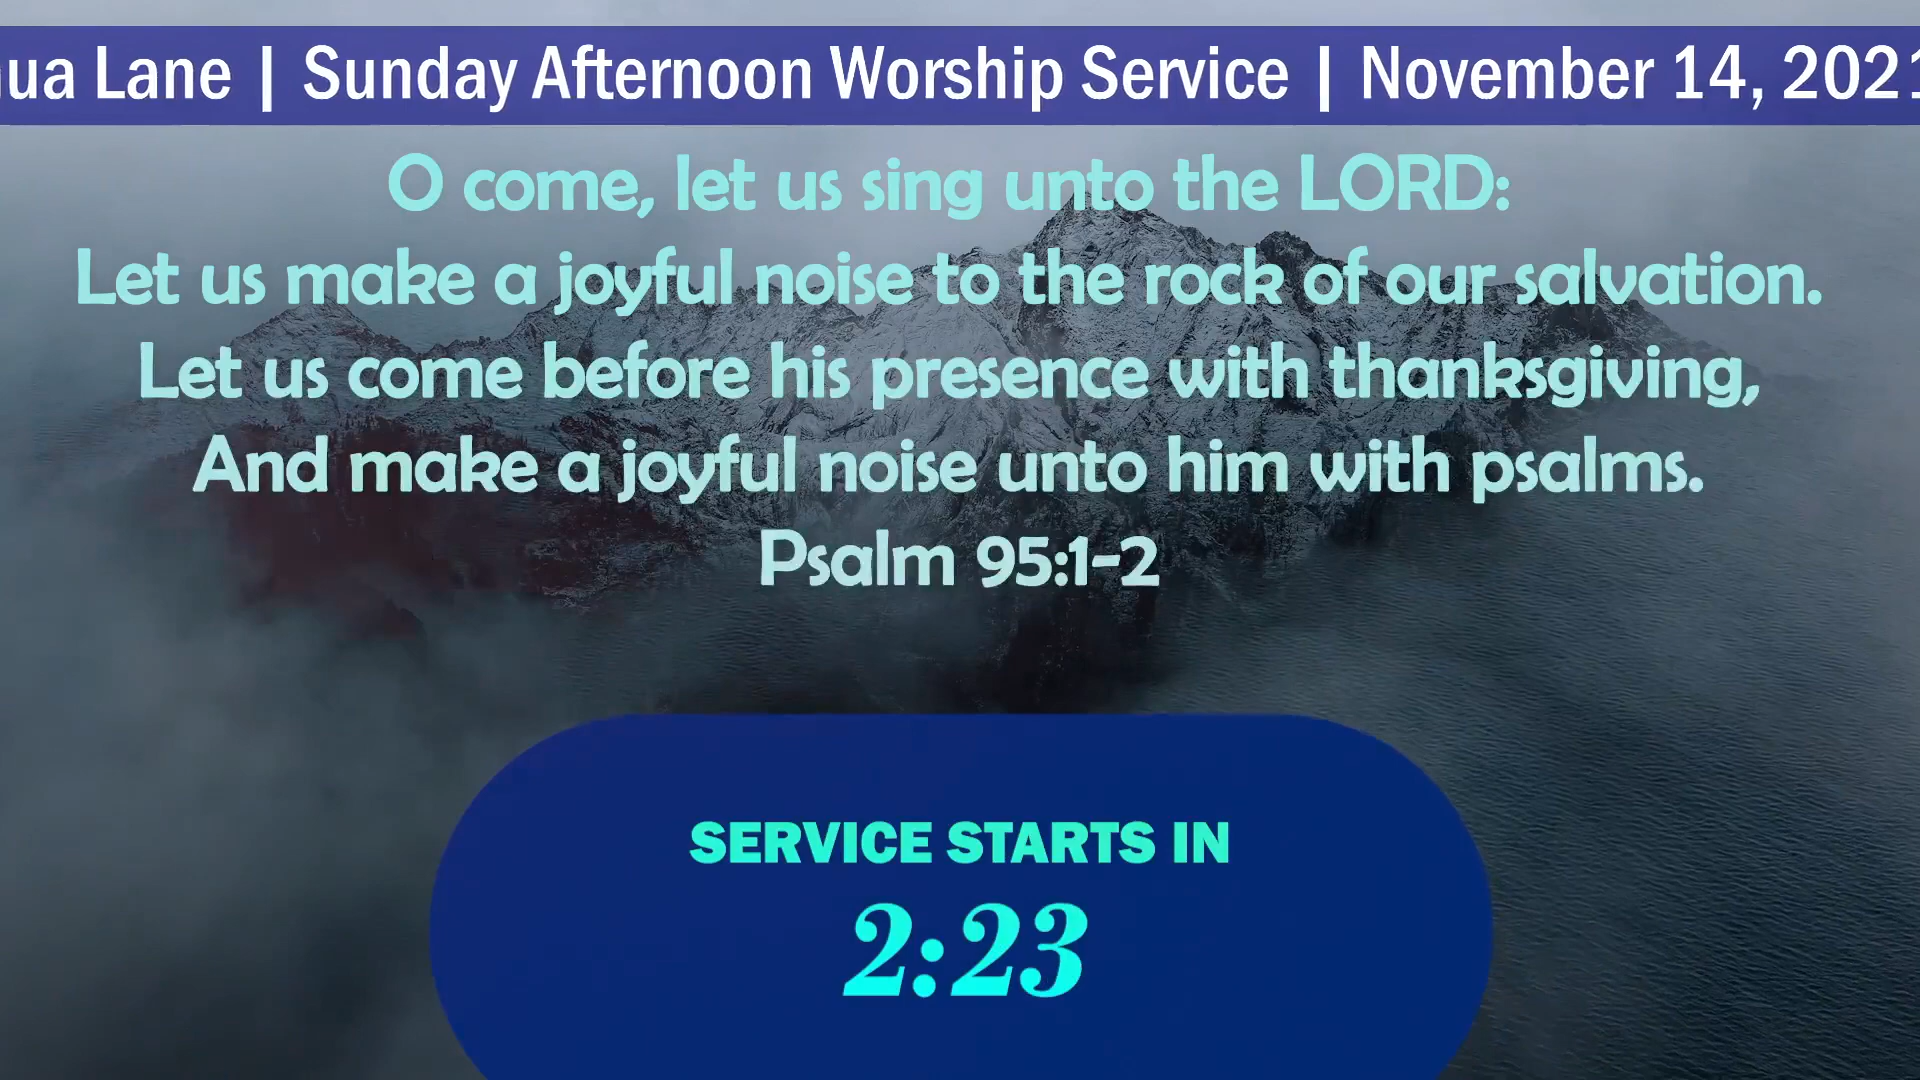 ua Lane | Sunday Afternoon Worship Service | November 14, 2021
O come, let us sing unto the LORD:
Let us make a joyful noise to the rock of our salvation.
Let us come before his presence with thanksgiving,
And make a joyful noise unto him with psalms.
Psalm 95:1-2
SERVICE STARTS IN
2:23